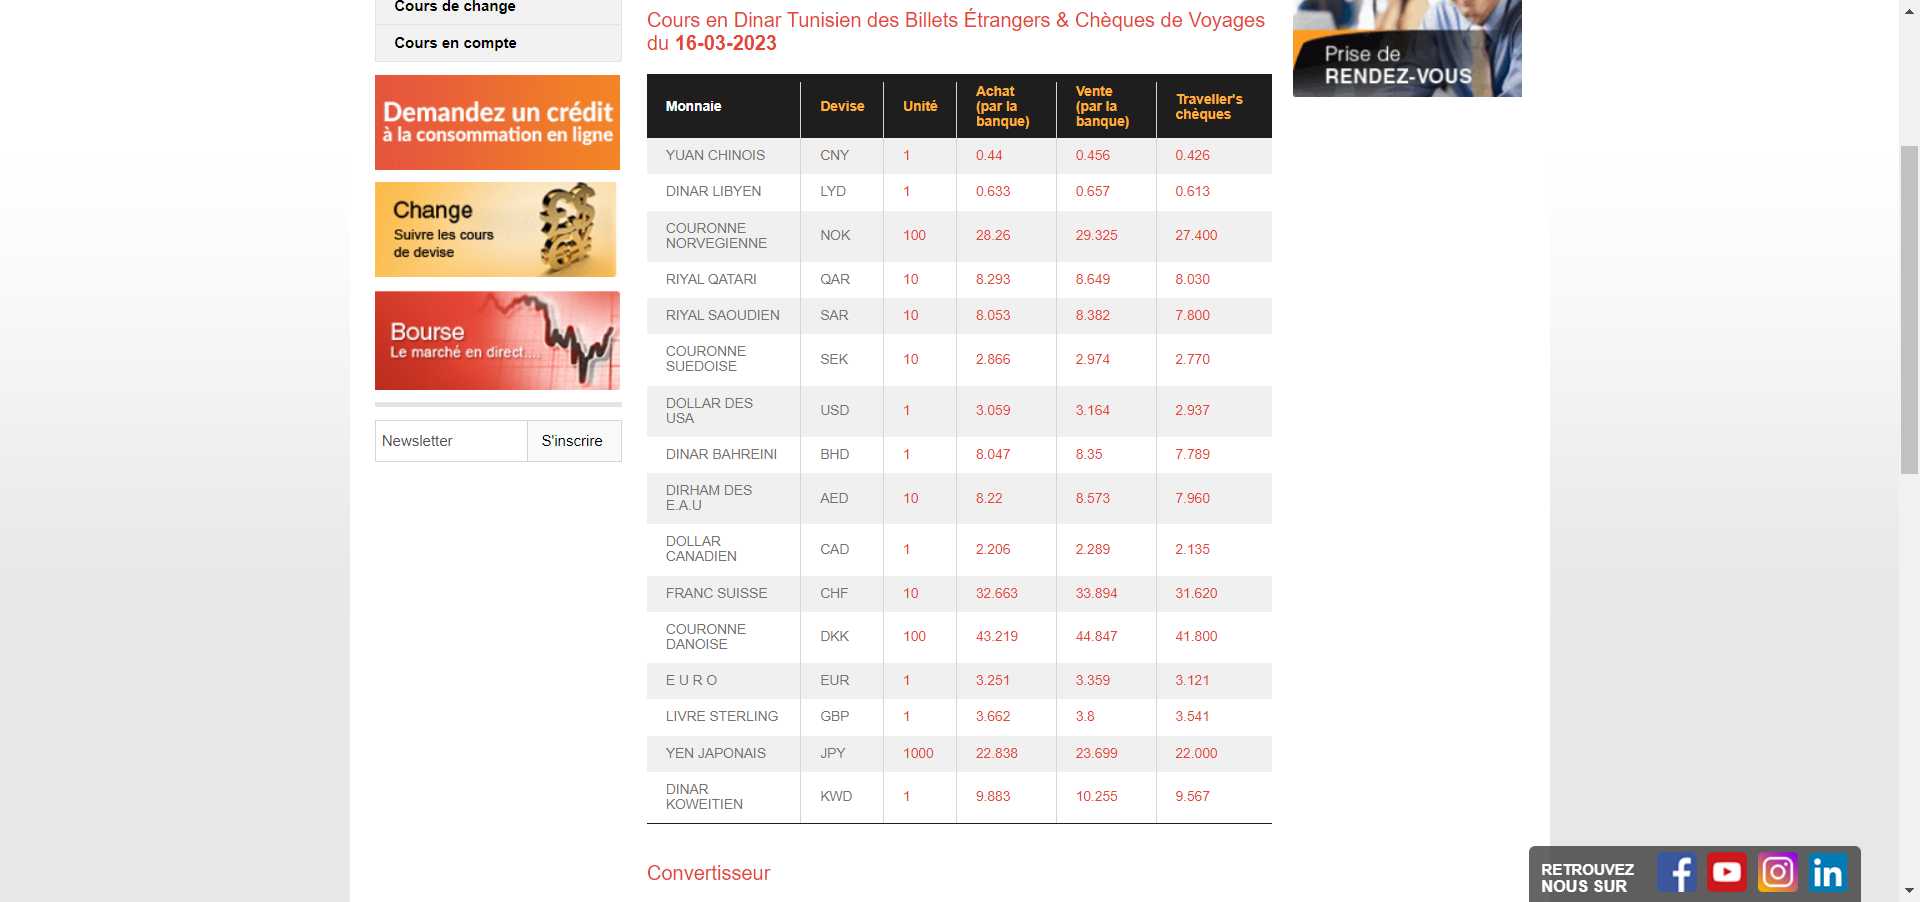 Cours de change
Cours en compte
Demandez un crédit
à la consommation en ligne
Change
Suivre les cours
de devise
Bourse
Le marché en direct....
Newsletter S'inscrire
Cours en Dinar Tunisien des Billets Étrangers & Chèques de Voyages
du 16-03-2023
Monnaie Devise Unité Achat (par la banque) Vente (par la banque) Traveller's chèques
YUAN CHINOIS CNY 1 0.44 0.456 0.426
DINAR LIBYEN LYD 1 0.633 0.657 0.613
COURONNE NORVEGIENNE NOK 100 28.26 29.325 27.400
RIYAL QATARI QAR 10 8.293 8.649 8.030
RIYAL SAOUDIEN SAR 10 8.053 8.382 7.800
COURONNE SUEDOISE SEK 10 2.866 2.974 2.770
DOLLAR DES USA USD 1 3.059 3.164 2.937
DINAR BAHREINI BHD 1 8.047 8.35 7.789
DIRHAM DES E.A.U AED 10 8.22 8.573 7.960
DOLLAR CANADIEN CAD 1 2.206 2.289 2.135
FRANC SUISSE CHF 10 32.663 33.894 31.620
COURONNE DANOISE DKK 100 43.219 44.847 41.800
E U R O EUR 1 3.251 3.359 3.121
LIVRE STERLING GBP 1 3.662 3.8 3.541
YEN JAPONAIS JPY 1000 22.838 23.699 22.000
DINAR KOWEITIEN KWD 1 9.883 10.255 9.567
Convertisseur
Prise de
RENDEZ-VOUS
RETROUVEZ
NOUS SUR